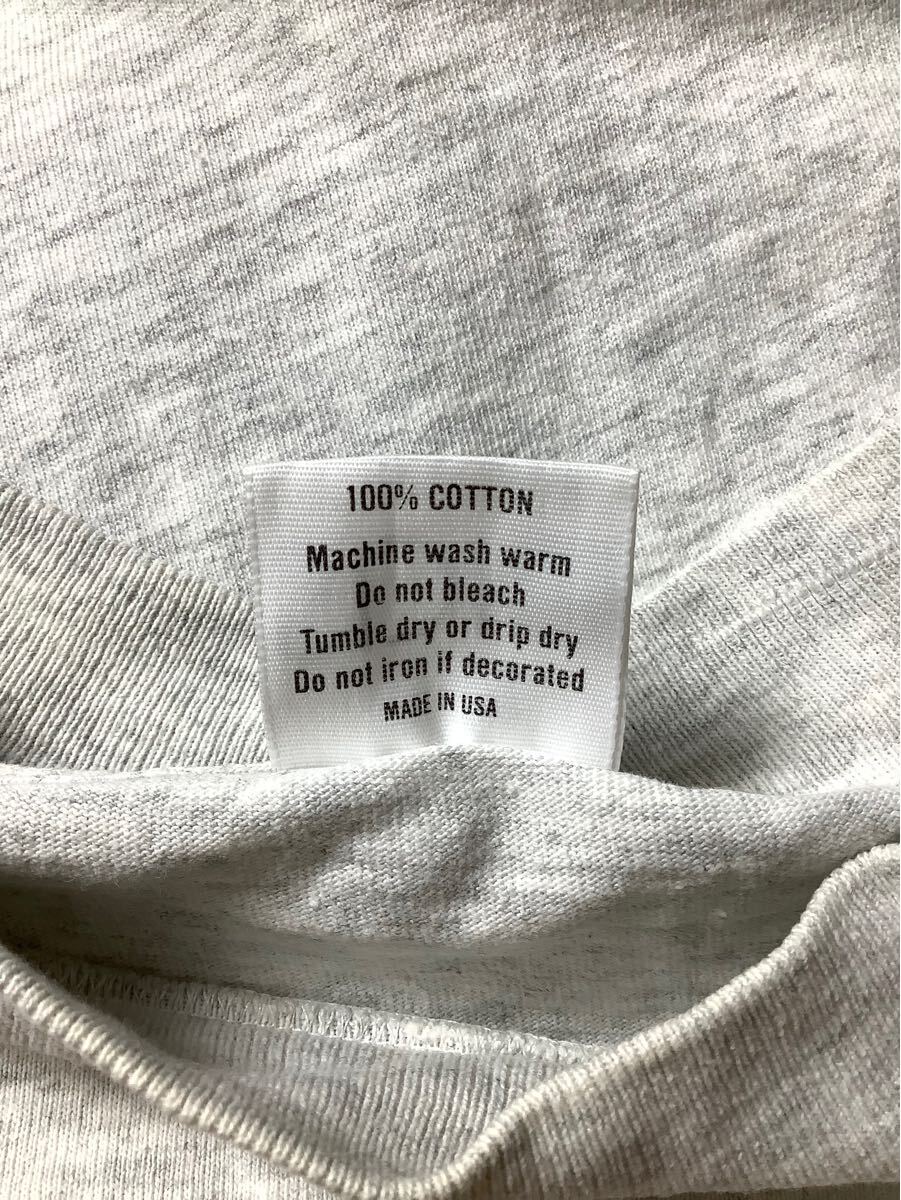 100% COTTON
Machine wash warm
Do not bleach
Tumble dry or drip dry
Do not iron if decorated
MADE IN USA